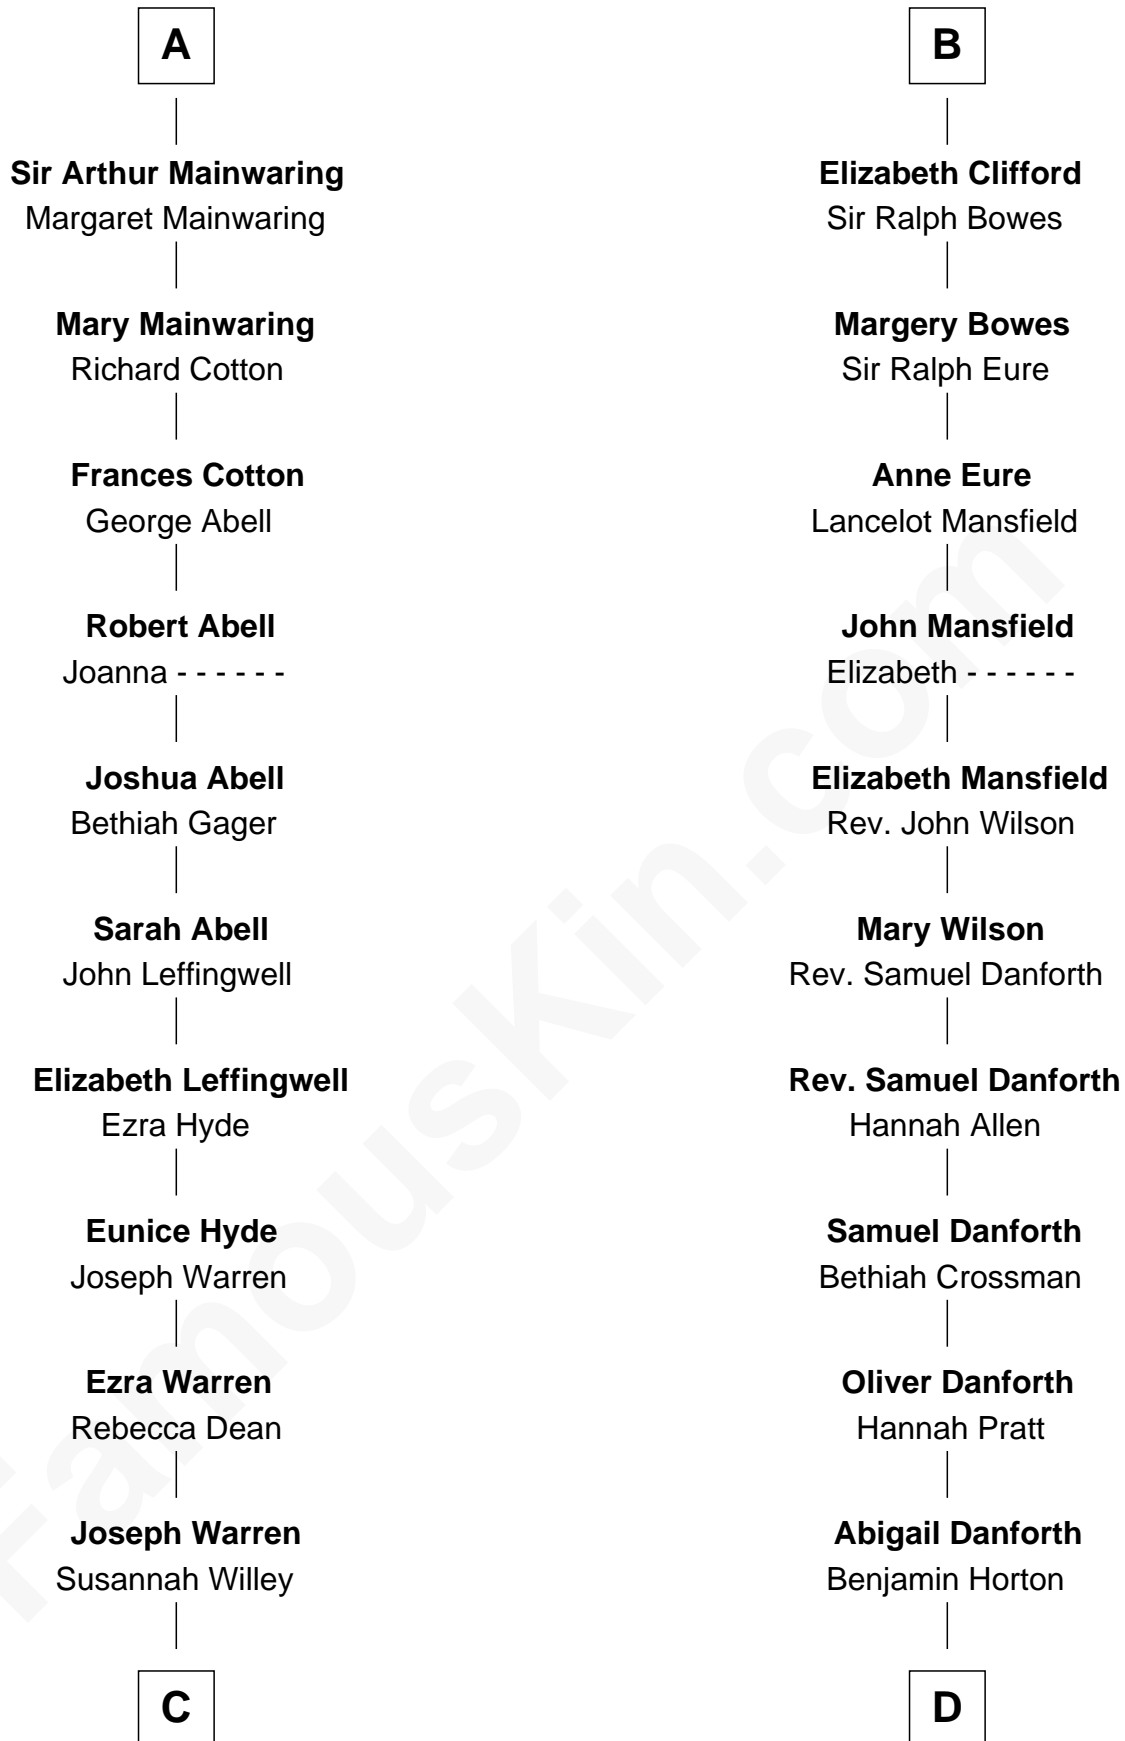 A
Sir Arthur Mainwaring
Margaret Mainwaring
Mary Mainwaring
Richard Cotton
Frances Cotton
George Abell
Robert Abell
Joanna - - - - - -
Joshua Abell
Bethiah Gager
Sarah Abell
John Leffingwell
Elizabeth Leffingwell
Ezra Hyde
Eunice Hyde
Joseph Warren
Ezra Warren
Rebecca Dean
Joseph Warren
Susannah Willey
C
B
Elizabeth Clifford
Sir Ralph Bowes
Margery Bowes
Sir Ralph Eure
Anne Eure
Lancelot Mansfield
John Mansfield
Elizabeth - - - - - -
Elizabeth Mansfield
Rev. John Wilson
Mary Wilson
Rev. Samuel Danforth
Rev. Samuel Danforth
Hannah Allen
Samuel Danforth
Bethiah Crossman
Oliver Danforth
Hannah Pratt
Abigail Danforth
Benjamin Horton
D
FamousKin.com